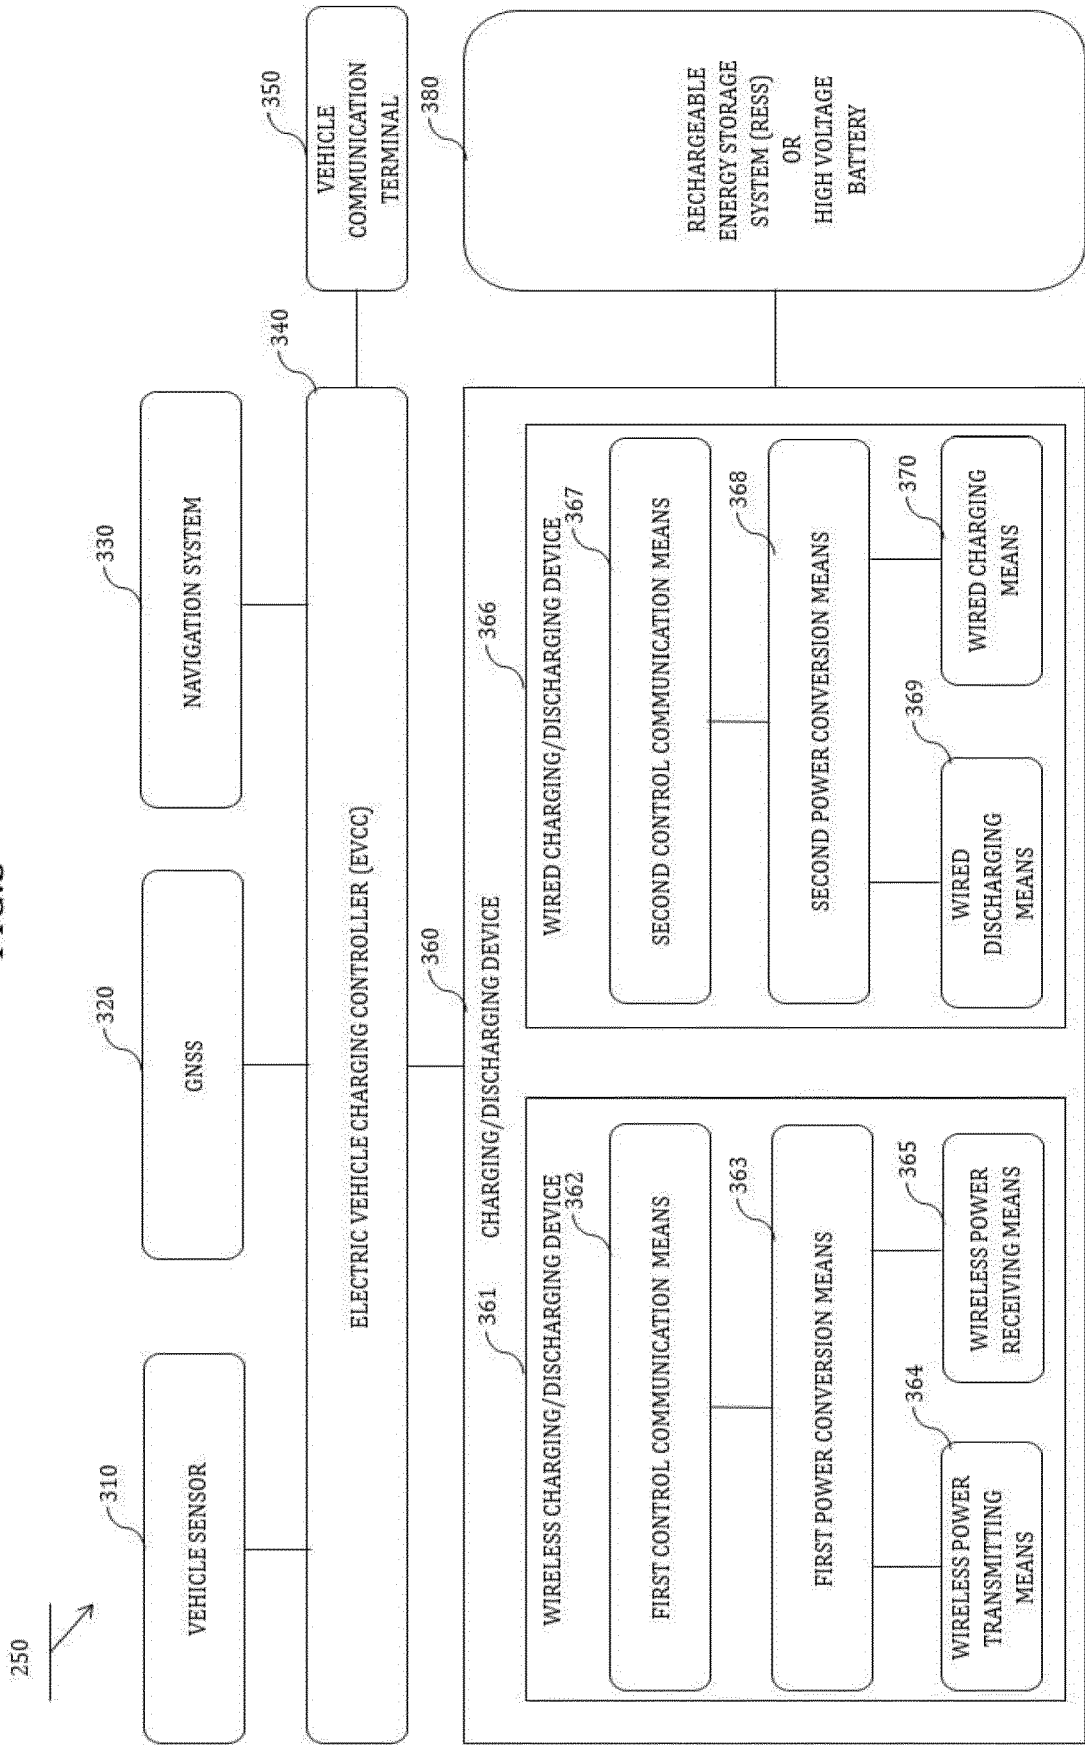 250
310
VEHICLE SENSOR
320
GNSS
330
NAVIGATION SYSTEM
340
ELECTRIC VEHICLE CHARGING CONTROLLER (EVCC)
350
VEHICLE
COMMUNICATION
TERMINAL
360
CHARGING/DISCHARGING DEVICE
361
WIRELESS CHARGING/DISCHARGING DEVICE
362
FIRST CONTROL COMMUNICATION MEANS
363
FIRST POWER CONVERSION MEANS
364
WIRELESS POWER
TRANSMITTING
MEANS
365
WIRELESS POWER
RECEIVING MEANS
366
WIRED CHARGING/DISCHARGING DEVICE
367
SECOND CONTROL COMMUNICATION MEANS
368
SECOND POWER CONVERSION MEANS
369
WIRED
DISCHARGING
MEANS
370
WIRED CHARGING
MEANS
380
RECHARGEABLE
ENERGY STORAGE
SYSTEM (RESS)
OR
HIGH VOLTAGE
BATTERY